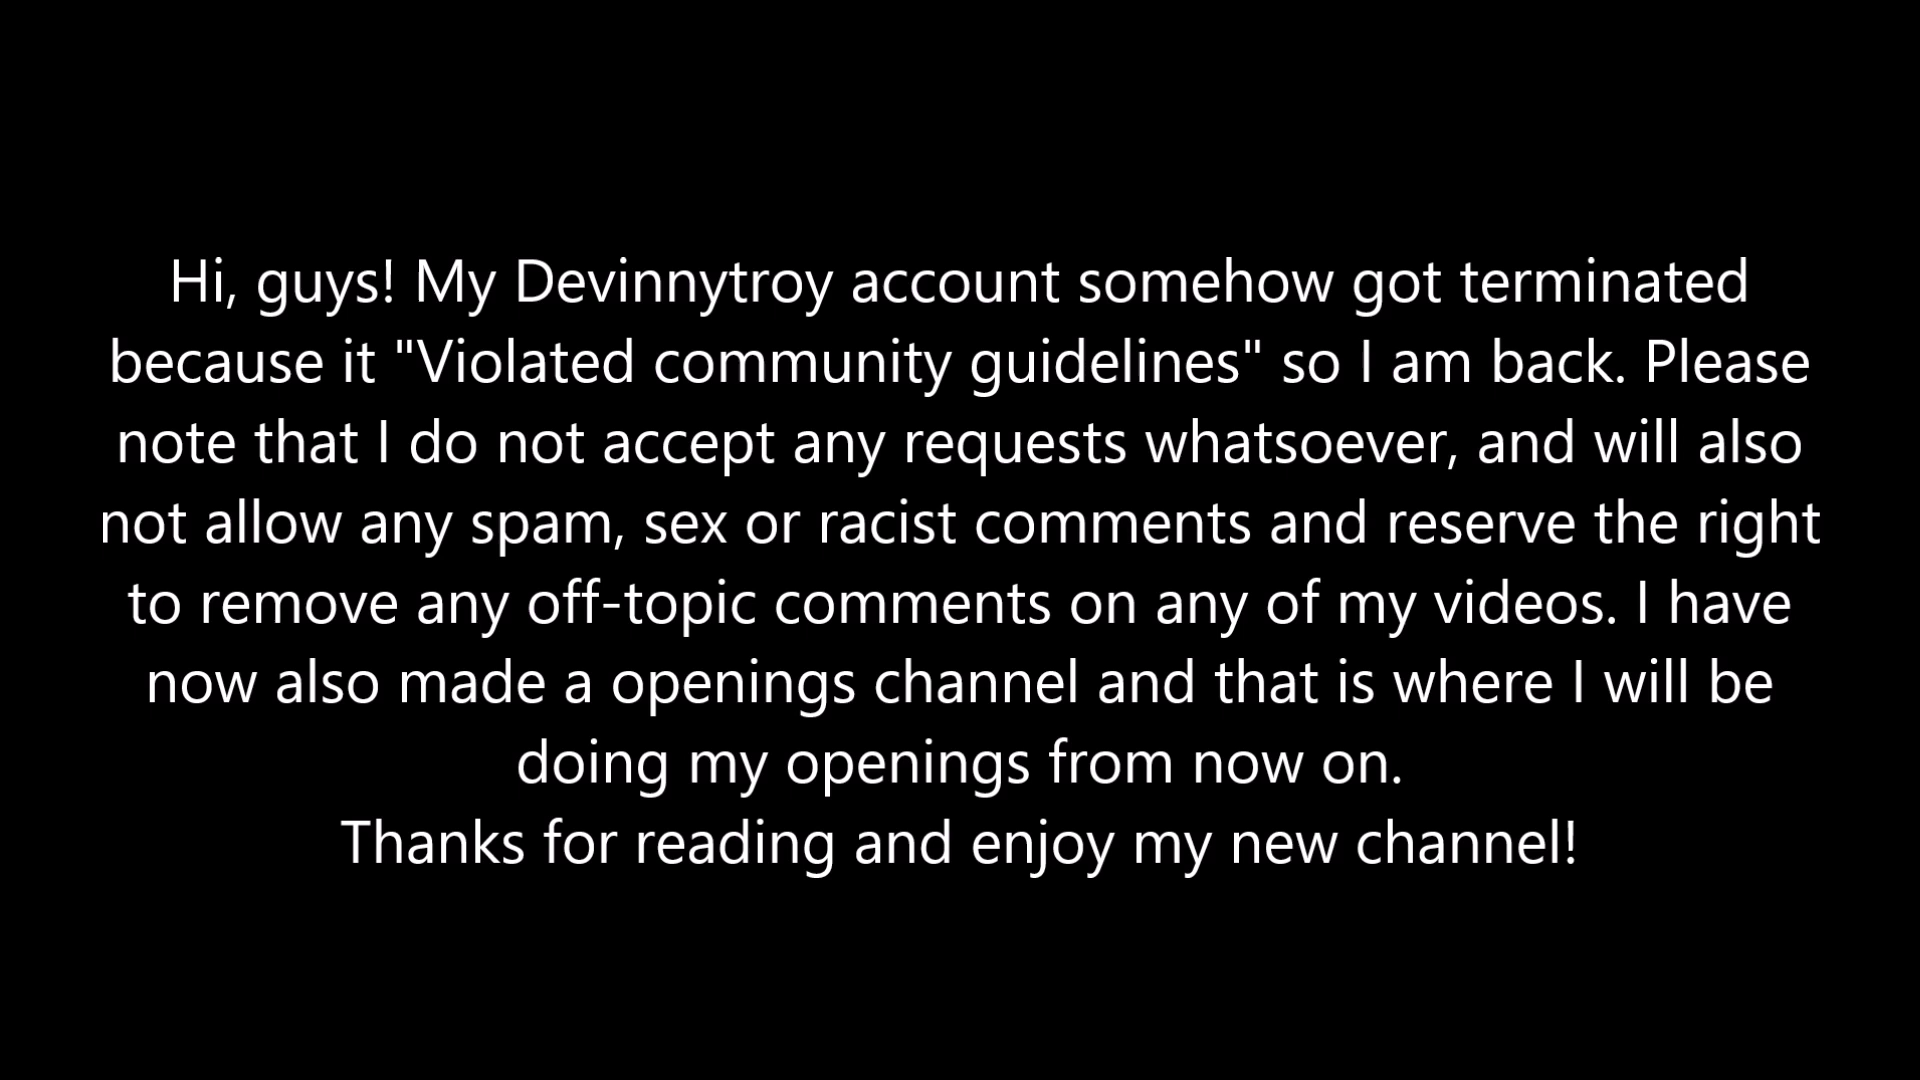 Hi, guys! My Devinnytroy account somehow got terminated
because it "Violated community guidelines" so I am back. Please
note that I do not accept any requests whatsoever, and will also
not allow any spam, sex or racist comments and reserve the right
to remove any off-topic comments on any of my videos. I have
now also made a openings channel and that is where I will be
doing my openings from now on.
Thanks for reading and enjoy my new channel!